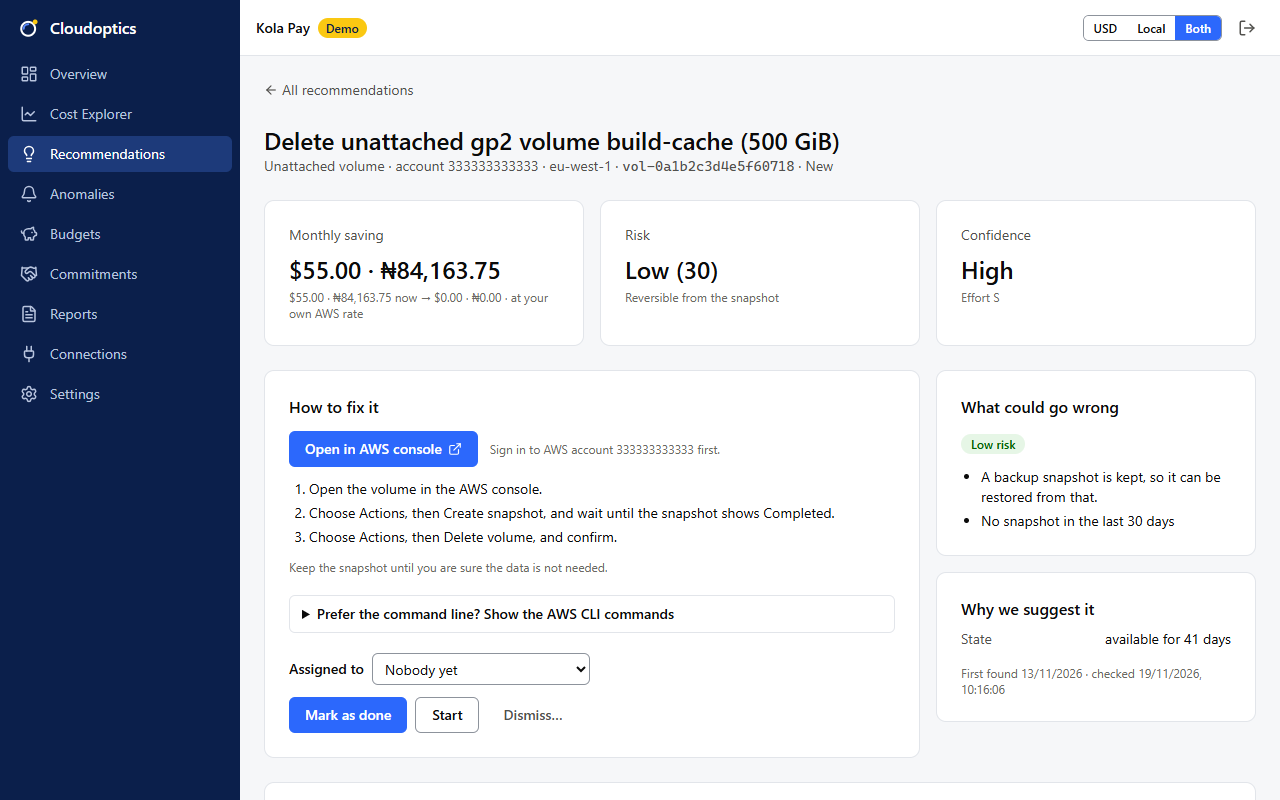 Cloudoptics
Overview
Cost Explorer
Recommendations
Anomalies
Budgets
Commitments
Reports
Connections
Settings
Kola Pay Demo
USD Local Both
← All recommendations
Delete unattached gp2 volume build-cache (500 GiB)
Unattached volume · account 333333333333 · eu-west-1 · vol-0a1b2c3d4e5f60718 · New
Monthly saving
$55.00 · ₦84,163.75
$55.00 · ₦84,163.75 now → $0.00 · ₦0.00 · at your
own AWS rate
Risk
Low (30)
Reversible from the snapshot
Confidence
High
Effort S
How to fix it
Open in AWS console Sign in to AWS account 333333333333 first.
1. Open the volume in the AWS console.
2. Choose Actions, then Create snapshot, and wait until the snapshot shows Completed.
3. Choose Actions, then Delete volume, and confirm.
Keep the snapshot until you are sure the data is not needed.
▶ Prefer the command line? Show the AWS CLI commands
Assigned to Nobody yet
Mark as done Start Dismiss...
What could go wrong
Low risk
• A backup snapshot is kept, so it can be
restored from that.
• No snapshot in the last 30 days
Why we suggest it
State available for 41 days
First found 13/11/2026 · checked 19/11/2026,
10:16:06